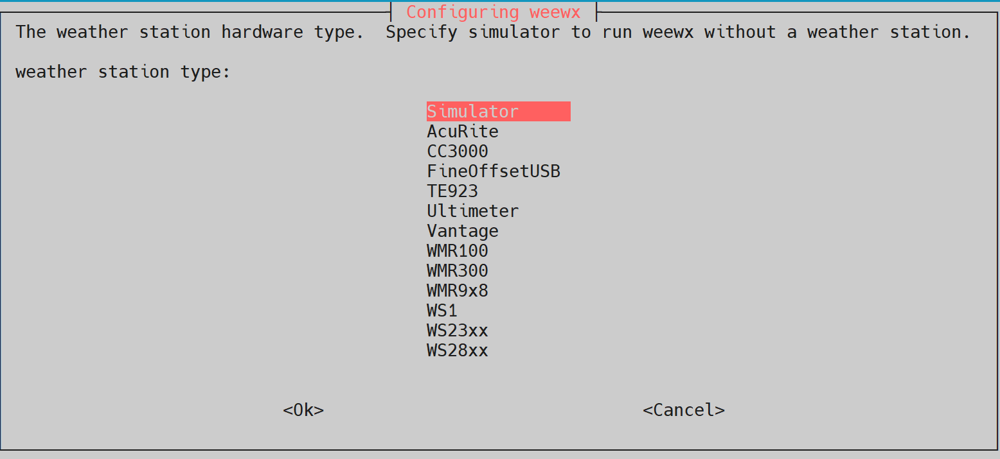 Configuring weewx
The weather station hardware type.  Specify simulator to run weewx without a weather station.
weather station type:
Simulator
AcuRite
CC3000
FineOffsetUSB
TE923
Ultimeter
Vantage
WMR100
WMR300
WMR9x8
WS1
WS23xx
WS28xx
<Ok> <Cancel>